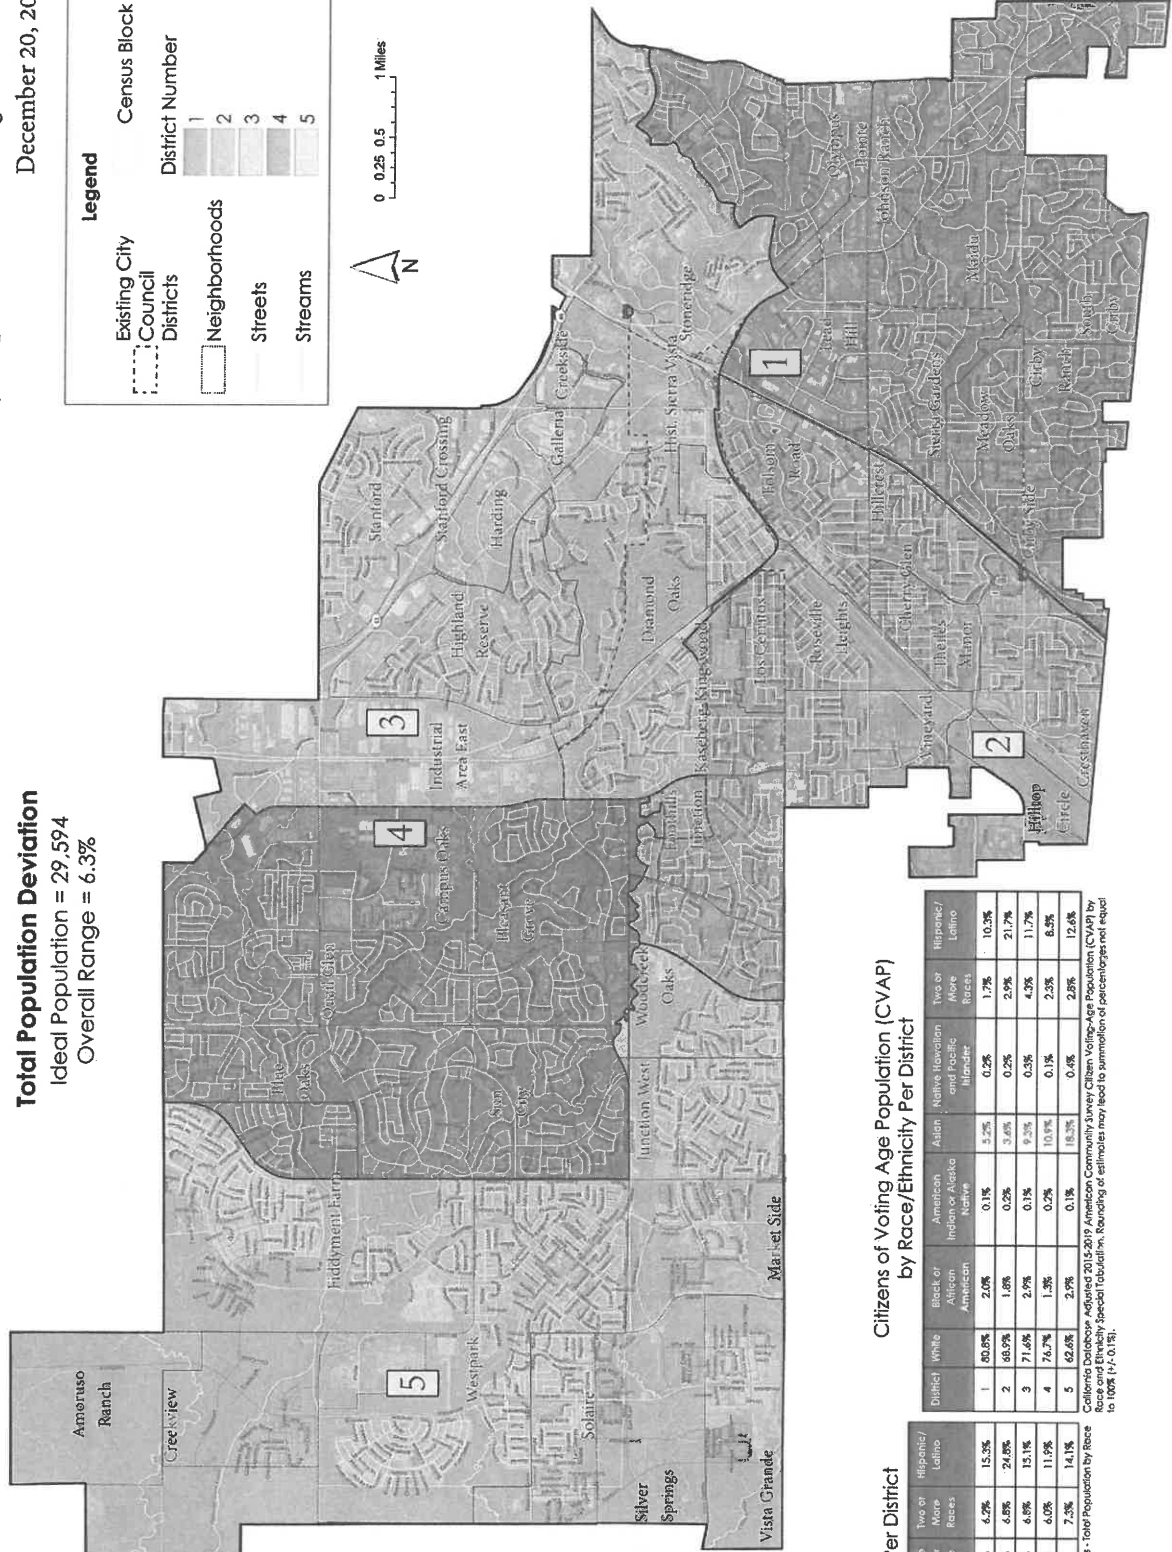 December 20, 20
Total Population Deviation
Ideal Population = 29,594
Overall Range = 6.3%
Legend
Existing City
Council
Districts
Neighborhoods
Streets
Streams
Census Block
District Number
1
2
3
4
5
0 0.25 0.5 1 Miles
N
Amoruso
Ranch
Creekview
5
Westpark
Solaire
Silver
Springs
Vista Grande
Fiddyment Farm
Market Side
Blue
Oaks
Quail Glen
Sun
City
Junction West
Woodcreek
Oaks
4
Campus Oaks
Pleasant
Grove
Foothills
Junction
3
Industrial
Area East
Highland
Reserve
Stanford
Stanford Crossing
Harding
Galleria
Creekside
Diamond
Oaks
Kaseberg-Kingswood
Los Cerritos
Hist. Sierra Vista
Stoneridge
1
Folsom
Road
Roseville
Heights
Hillcrest
Cherry Glen
Theiles
Manor
Vineyard
2
Hilltop
Circle
Cresthaven
Cirby Side
Sierra Gardens
Meadow
Oaks
Cirby
Ranch
South
Cirby
Maidu
Johnson Ranch
Olympus
Pointe
Hill
Citizens of Voting Age Population (CVAP)
by Race/Ethnicity Per District
District White Black or African American American Indian or Alaska Native Asian Native Hawaiian and Pacific Islander Two or More Races Hispanic/ Latino
1 80.8% 2.0% 0.1% 5.2% 0.2% 1.7% 10.3%
2 68.9% 1.8% 0.2% 3.6% 0.2% 2.9% 21.7%
3 71.6% 2.9% 0.1% 9.3% 0.3% 4.3% 11.7%
4 76.7% 1.3% 0.2% 10.9% 0.1% 2.3% 8.5%
5 62.6% 2.9% 0.1% 18.3% 0.4% 2.8% 12.6%
California Database Adjusted 2015-2019 American Community Survey Citizen Voting-Age Population (CVAP) by
Race and Ethnicity Special Tabulation. Rounding of estimates may lead to summation of percentages not equal
to 100% (+/- 0.1%).
Per District
Two or More Races Hispanic/ Latino
6.2% 15.3%
6.8% 24.8%
6.8% 15.1%
6.0% 11.9%
7.3% 14.1%
s - Total Population by Race